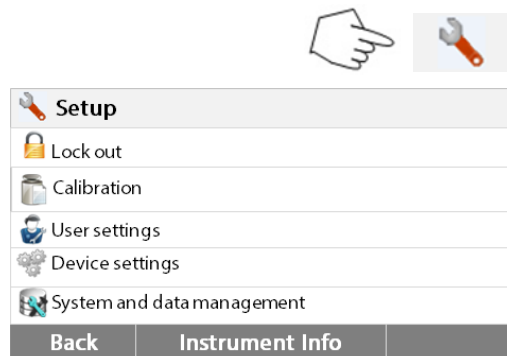 Setup
Lock out
Calibration
User settings
Device settings
System and data management
Back Instrument Info